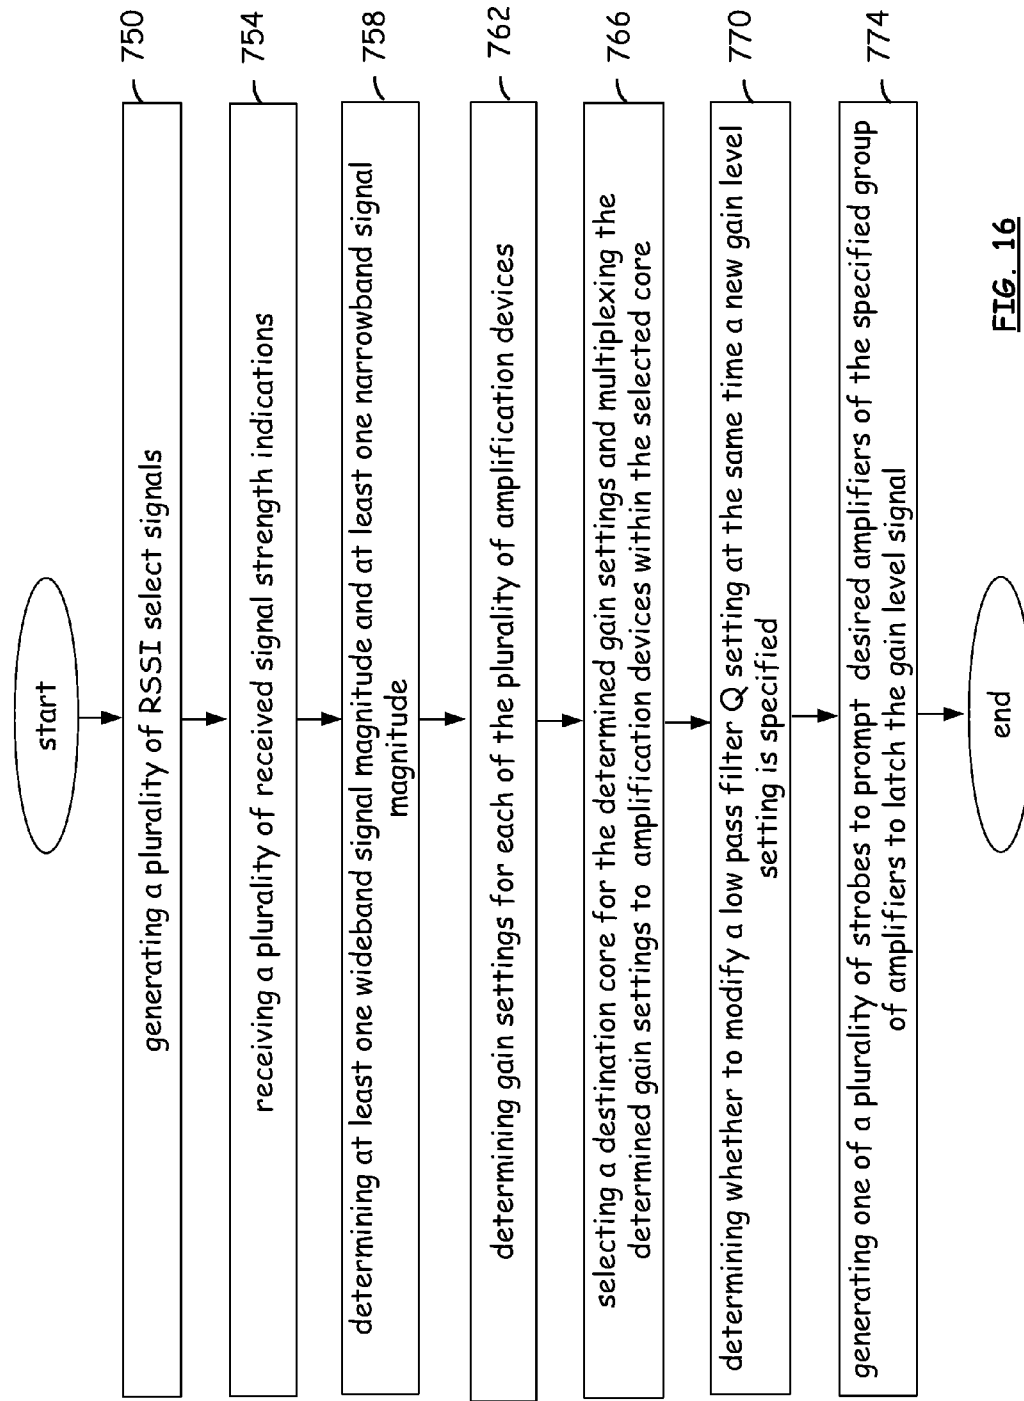 start
generating a plurality of RSSI select signals
750
receiving a plurality of received signal strength indications
754
determining at least one wideband signal magnitude and at least one narrowband signal
magnitude
758
determining gain settings for each of the plurality of amplification devices
762
selecting a destination core for the determined gain settings and multiplexing the
determined gain settings to amplification devices within the selected core
766
determining whether to modify a low pass filter Q setting at the same time a new gain level
setting is specified
770
generating one of a plurality of strobes to prompt desired amplifiers of the specified group
of amplifiers to latch the gain level signal
774
end
FIG. 16